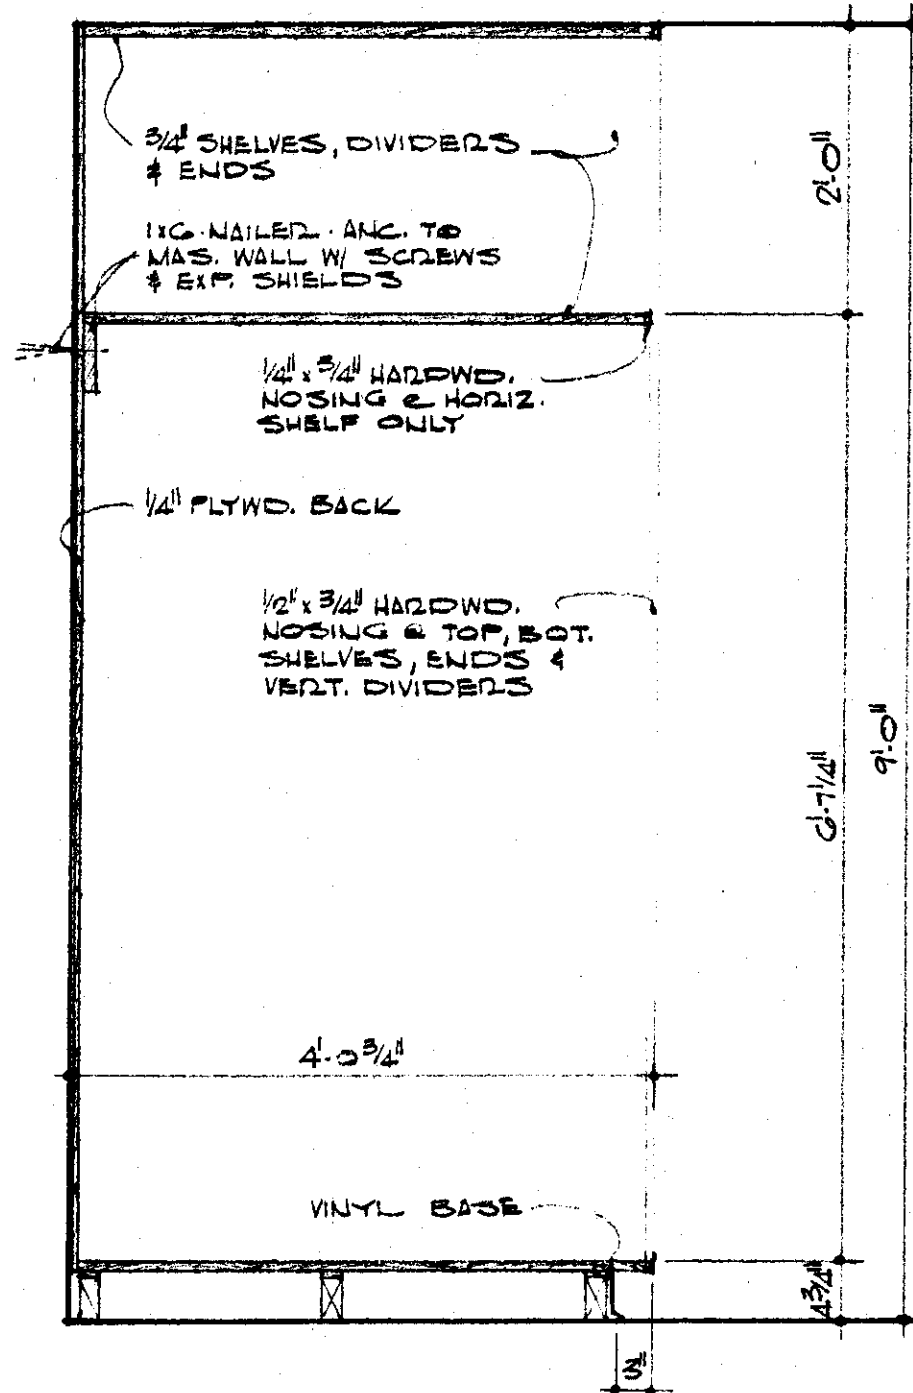 3/4" SHELVES, DIVIDERS
& ENDS
2'-0"
1x6 NAILER ANC. TO
MAS. WALL W/ SCREWS
& EXP. SHIELDS
1/4" x 3/4" HARDWD.
NOSING @ HORIZ.
SHELF ONLY
1/4" PLYWD. BACK
1/2" x 3/4" HARDWD.
NOSING @ TOP, BOT.
SHELVES, ENDS &
VERT. DIVIDERS
9'-0"
6'-7 1/4"
4'-0 3/4"
VINYL BASE
4 3/4"
3"